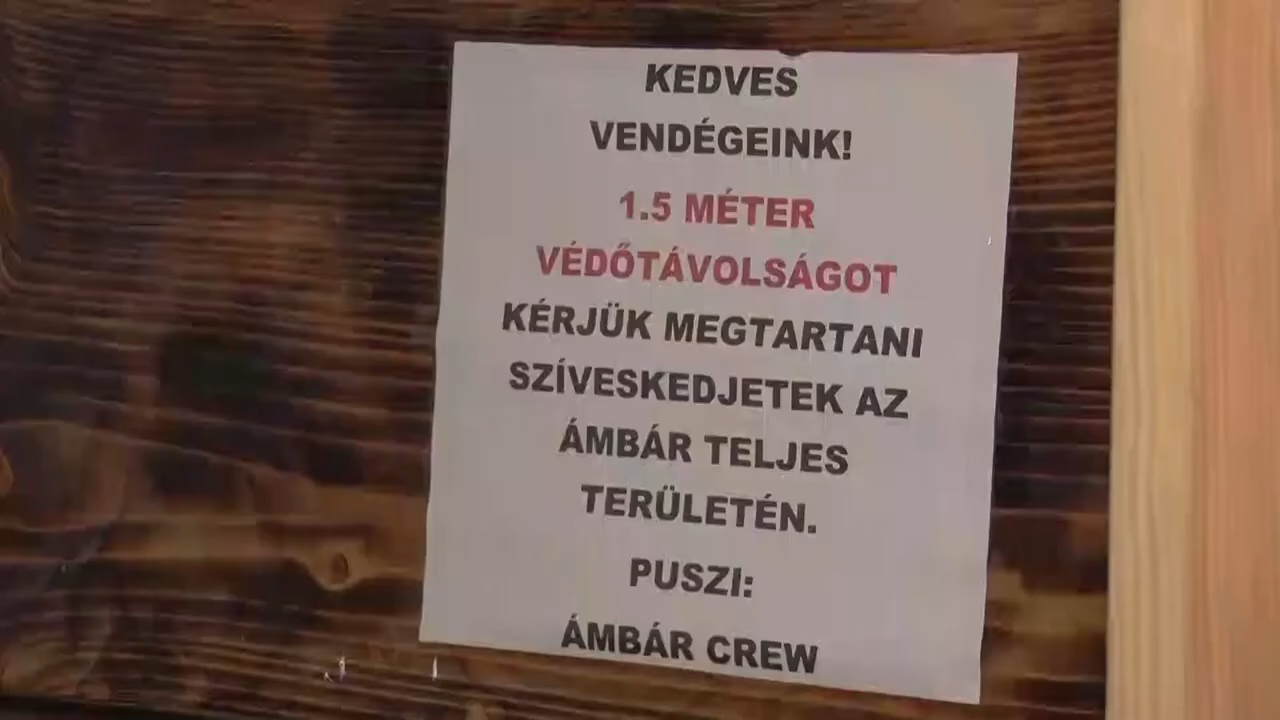 KEDVES
VENDÉGEINK!
1.5 MÉTER
VÉDŐTÁVOLSÁGOT
KÉRJÜK MEGTARTANI
SZÍVESKEDJETEK AZ
ÁMBÁR TELJES
TERÜLETÉN.
PUSZI:
ÁMBÁR CREW